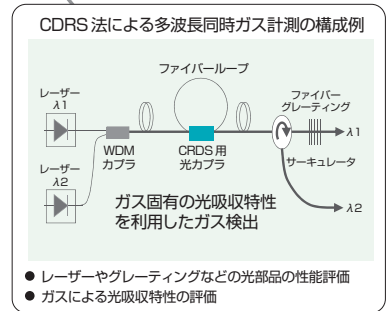 CDRS法による多波長同時ガス計測の構成例
ファイバーループ
レーザー
λ1
ファイバー
グレーティング
λ1
WDM
カプラ
CRDS用
光カプラ
サーキュレータ
レーザー
λ2
λ2
ガス固有の光吸収特性
を利用したガス検出
● レーザーやグレーティングなどの光部品の性能評価
● ガスによる光吸収特性の評価